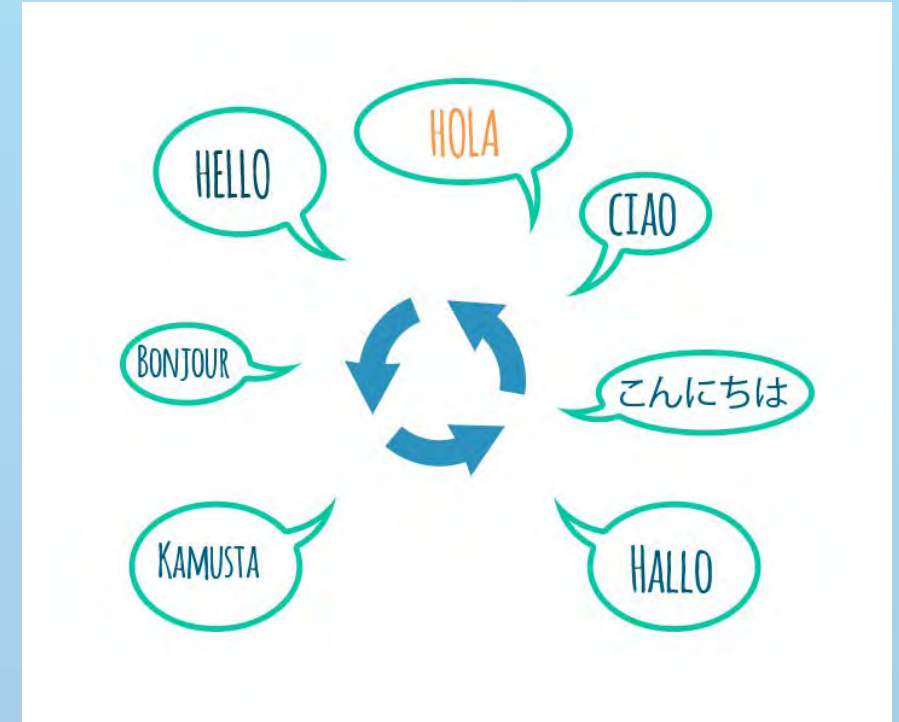 HOLA
HELLO
CIAO
BONJOUR
こんにちは
KAMUSTA
HALLO